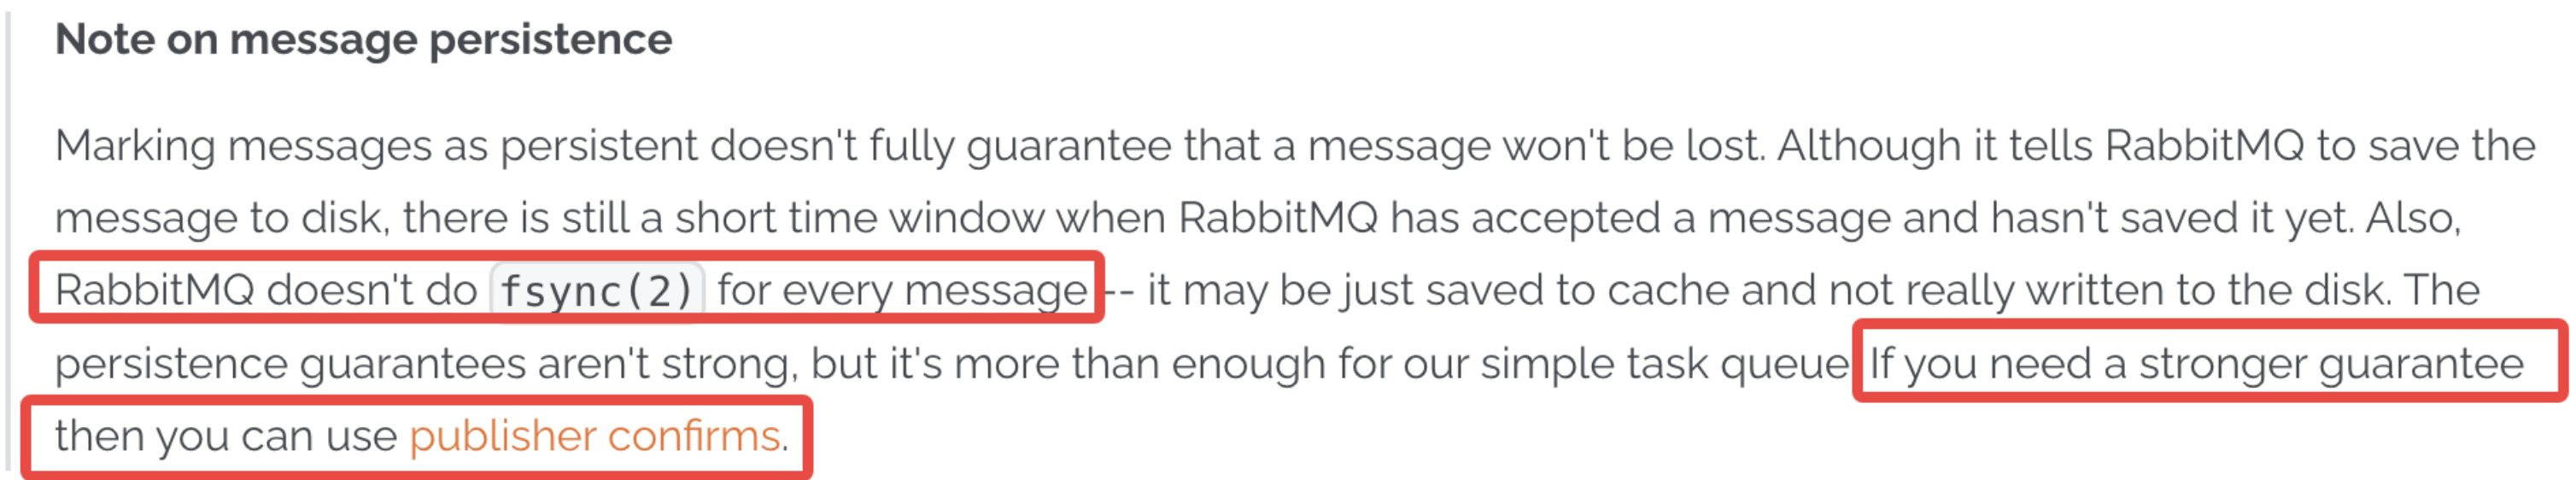 Note on message persistence
Marking messages as persistent doesn't fully guarantee that a message won't be lost. Although it tells RabbitMQ to save the
message to disk, there is still a short time window when RabbitMQ has accepted a message and hasn't saved it yet. Also,
RabbitMQ doesn't do fsync(2) for every message -- it may be just saved to cache and not really written to the disk. The
persistence guarantees aren't strong, but it's more than enough for our simple task queue. If you need a stronger guarantee
then you can use publisher confirms.